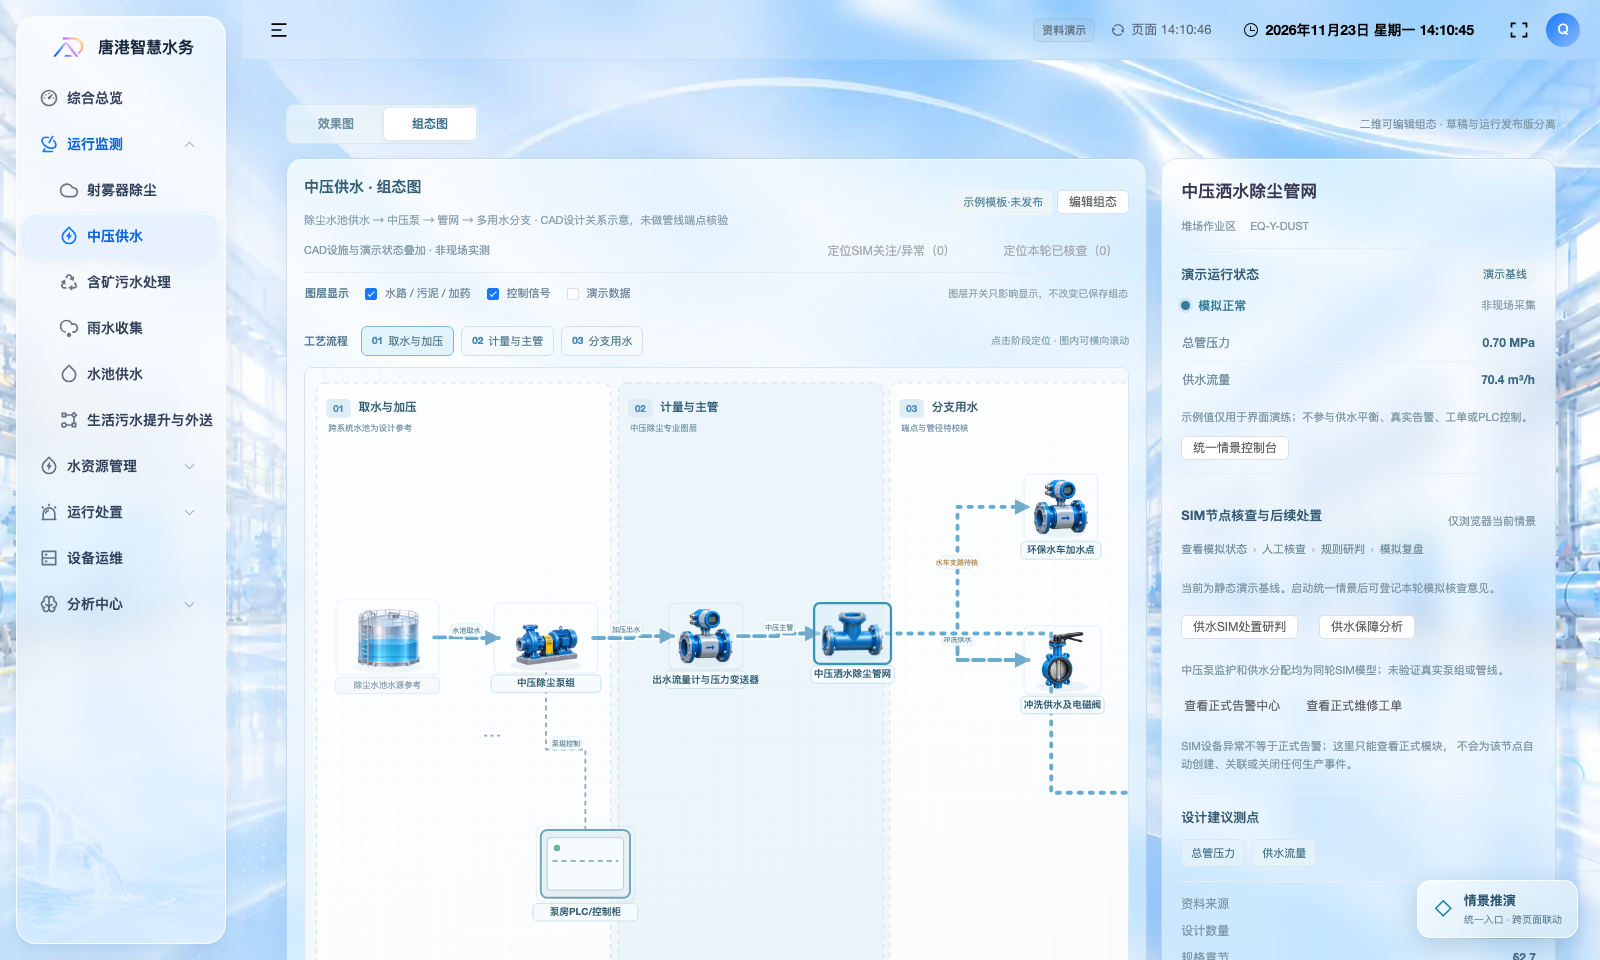 唐港智慧水务
综合总览
运行监测
射雾器除尘
中压供水
含矿污水处理
雨水收集
水池供水
生活污水提升与外送
水资源管理
运行处置
设备运维
分析中心
资料演示
页面 14:10:46
2026年11月23日 星期一 14:10:45
Q
效果图
组态图
二维可编辑组态 · 草稿与运行发布版分离
中压供水 · 组态图
除尘水池供水 → 中压泵 → 管网 → 多用水分支 · CAD设计关系示意，未做管线端点核验
示例模板·未发布
编辑组态
CAD设施与演示状态叠加 · 非现场实测
定位SIM关注/异常（0）
定位本轮已核查（0）
图层显示
水路 / 污泥 / 加药
控制信号
演示数据
图层开关只影响显示，不改变已保存组态
工艺流程
01 取水与加压
02 计量与主管
03 分支用水
点击阶段定位 · 图内可横向滚动
01 取水与加压
跨系统水池为设计参考
02 计量与主管
中压除尘专业图层
03 分支用水
端点与管径待校核
环保水车加水点
水车支路待核
水池取水
加压出水
中压主管
冲洗供水
除尘水池水源参考
中压除尘泵组
出水流量计与压力变送器
中压洒水除尘管网
冲洗供水及电磁阀
泵组控制
泵房PLC/控制柜
中压洒水除尘管网
堆场作业区 EQ-Y-DUST
演示运行状态
演示基线
模拟正常
非现场采集
总管压力
0.70 MPa
供水流量
70.4 m³/h
示例值仅用于界面演练；不参与供水平衡、真实告警、工单或PLC控制。
统一情景控制台
SIM节点核查与后续处置
仅浏览器当前情景
查看模拟状态 › 人工核查 › 规则研判 › 模拟复盘
当前为静态演示基线。启动统一情景后可登记本轮模拟核查意见。
供水SIM处置研判
供水保障分析
中压泵监护和供水分配均为同轮SIM模型；未验证真实泵组或管线。
查看正式告警中心
查看正式维修工单
SIM设备异常不等于正式告警；这里只能查看正式模块， 不会为该节点自
动创建、关联或关闭任何生产事件。
设计建议测点
总管压力
供水流量
资料来源
设计数量
规格章节
§2.7
情景推演
统一入口 · 跨页面联动